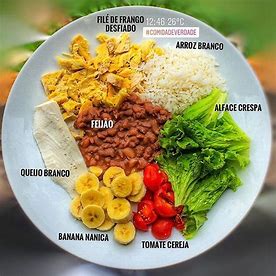 FILÉ DE FRANGO
DESFIADO
12:46 26°C
#COMIDADEVERDADE
ARROZ BRANCO
ALFACE CRESPA
FEIJÃO
QUEIJO BRANCO
BANANA NANICA
TOMATE CEREJA